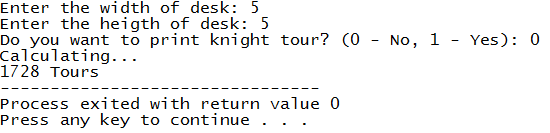 Enter the width of desk: 5
Enter the heigth of desk: 5
Do you want to print knight tour? (0 - No, 1 - Yes): 0
Calculating...
1728 Tours
--------------------------------
Process exited with return value 0
Press any key to continue . . .